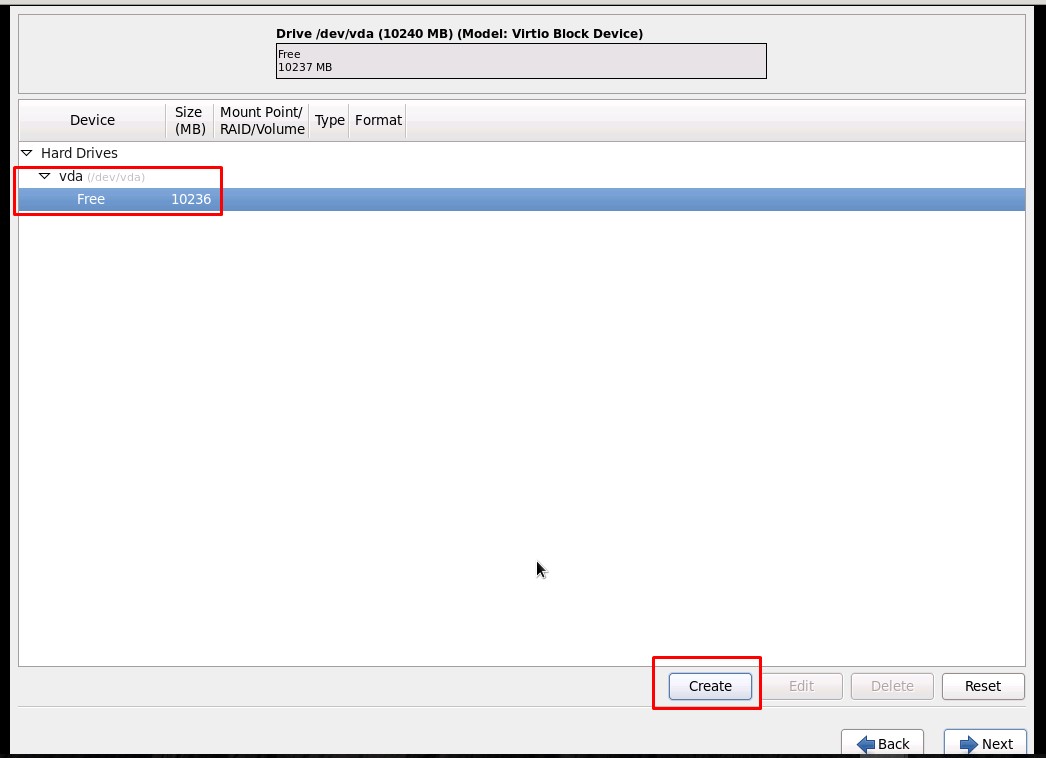 Drive /dev/vda (10240 MB) (Model: Virtio Block Device)
Free
10237 MB
Device
Size
(MB)
Mount Point/
RAID/Volume
Type
Format
Hard Drives
vda (/dev/vda)
Free 10236
Create Edit Delete Reset
Back Next